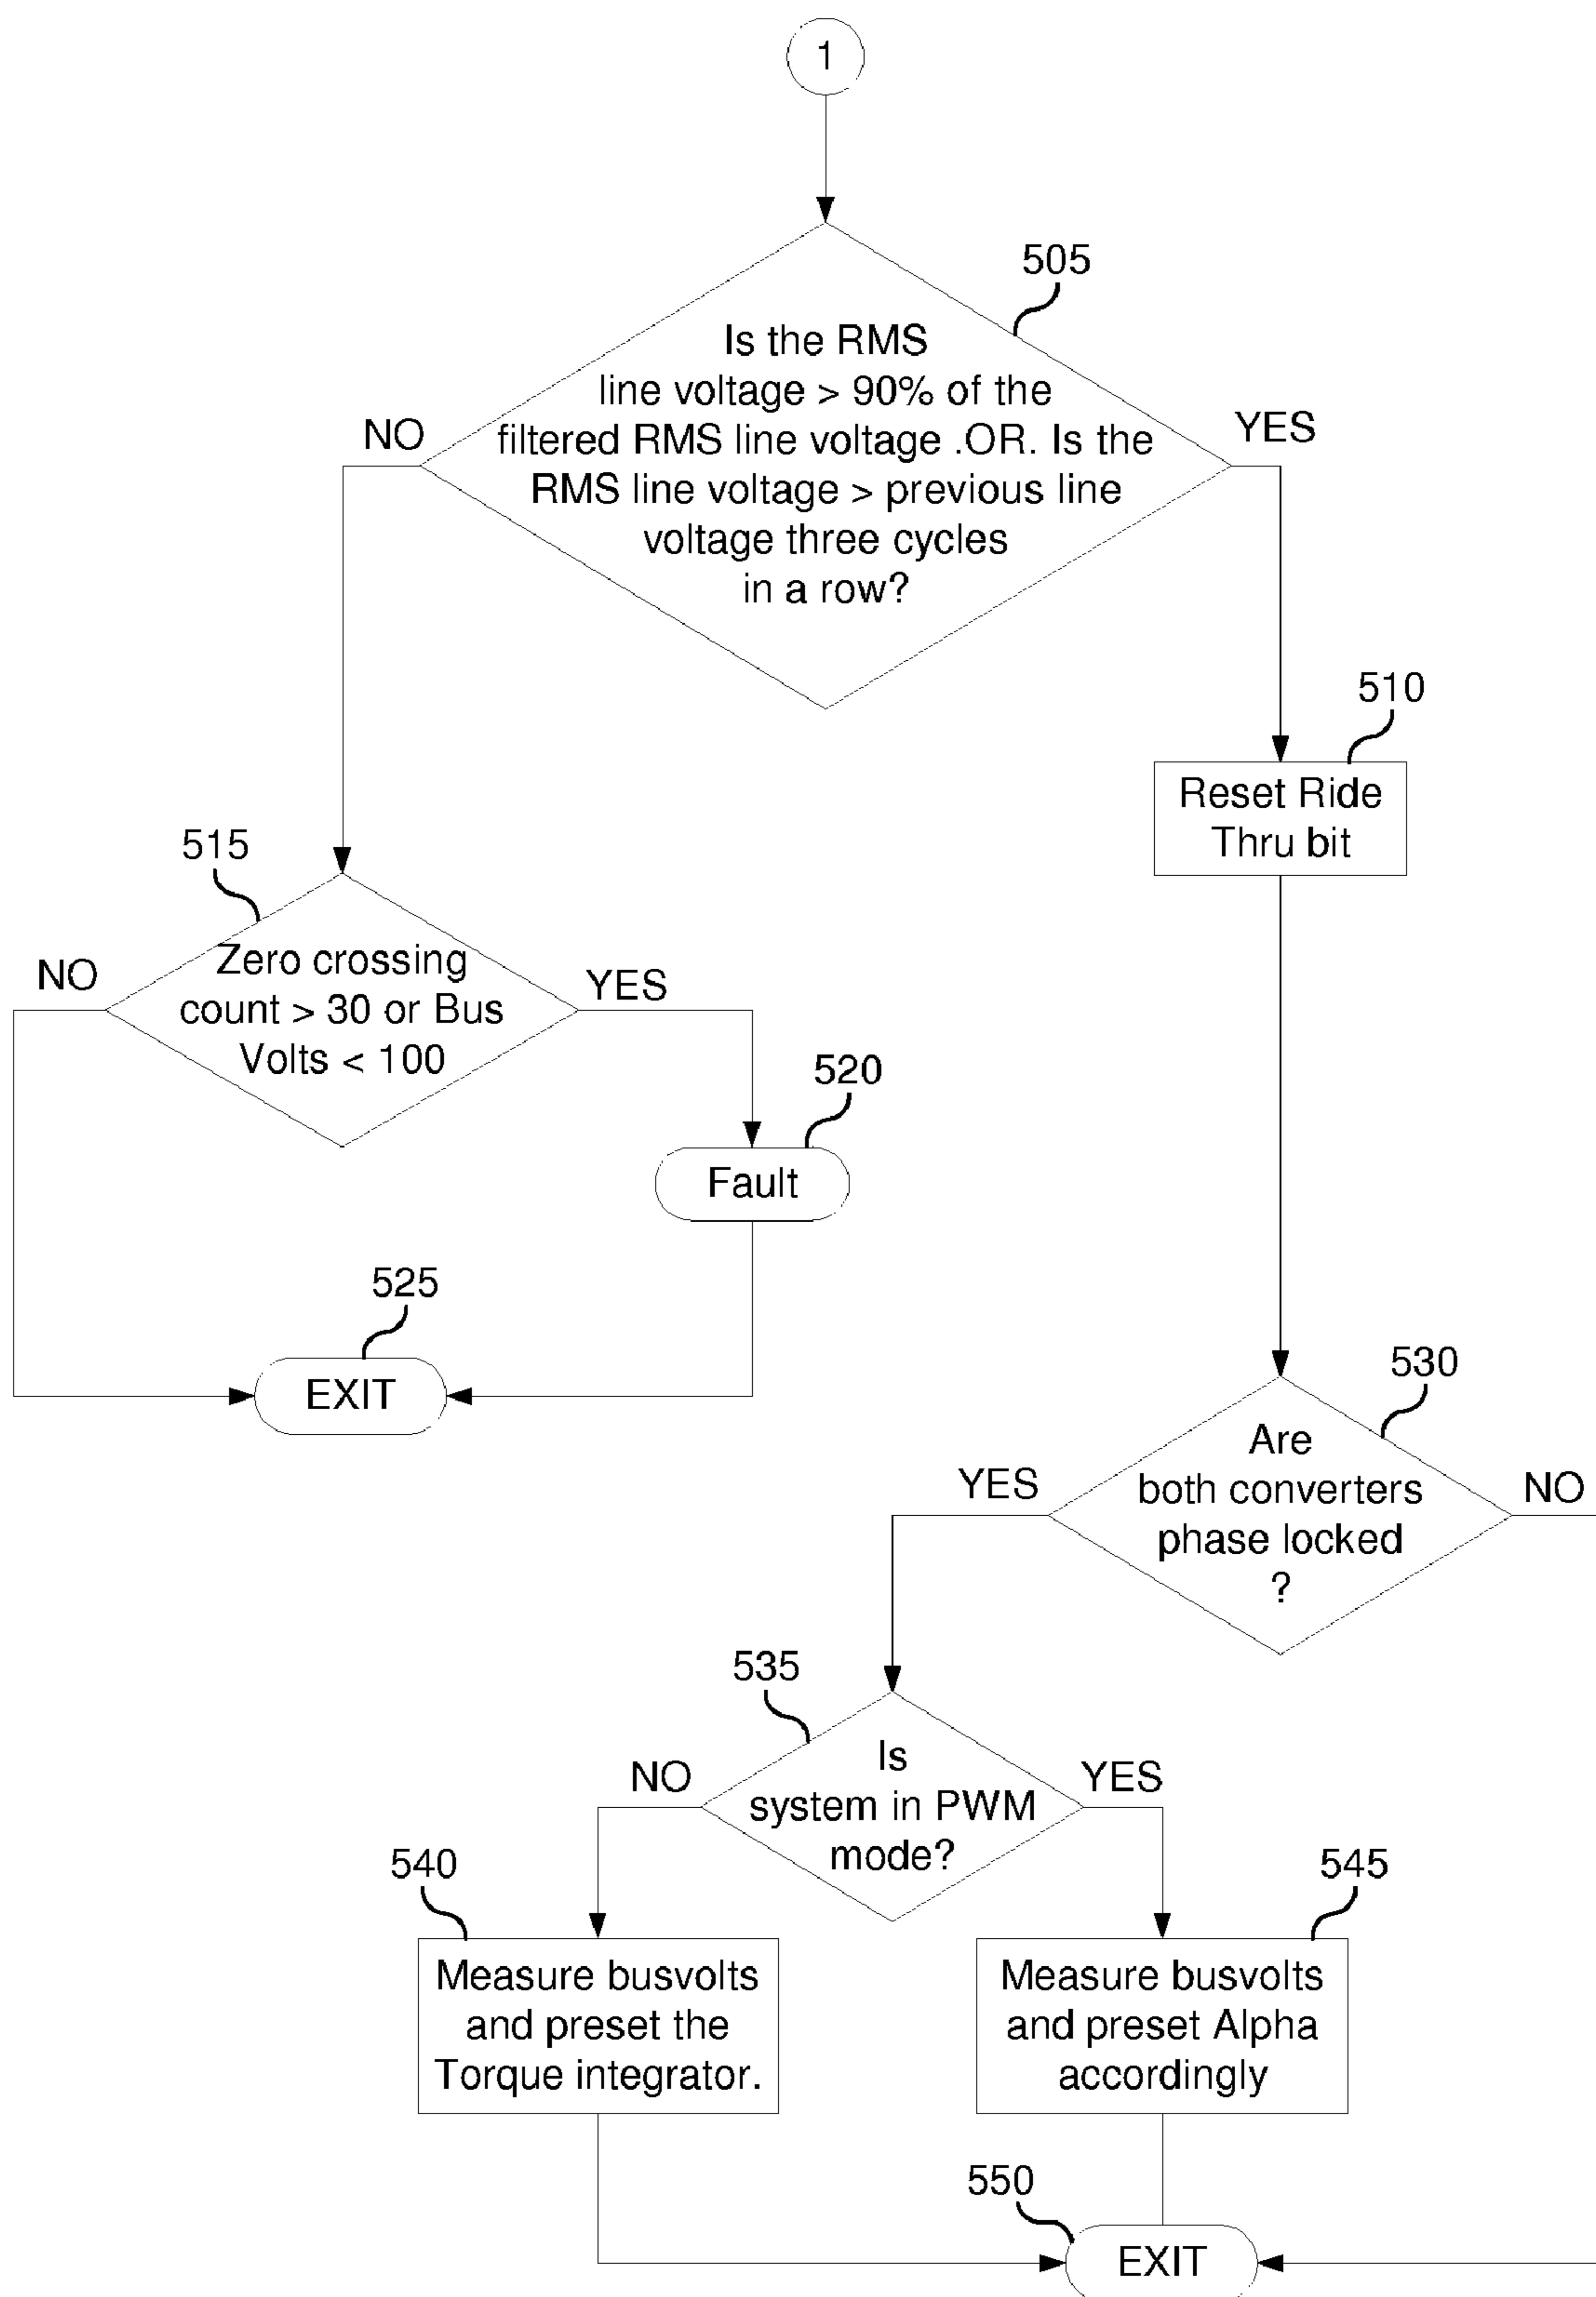 1
505
Is the RMS
line voltage > 90% of the
filtered RMS line voltage .OR. Is the
RMS line voltage > previous line
voltage three cycles
in a row?
NO
YES
510
Reset Ride
Thru bit
515
Zero crossing
count > 30 or Bus
Volts < 100
NO
YES
520
Fault
525
EXIT
530
Are
both converters
phase locked
?
YES
NO
535
Is
system in PWM
mode?
NO
YES
540
Measure busvolts
and preset the
Torque integrator.
545
Measure busvolts
and preset Alpha
accordingly
550
EXIT